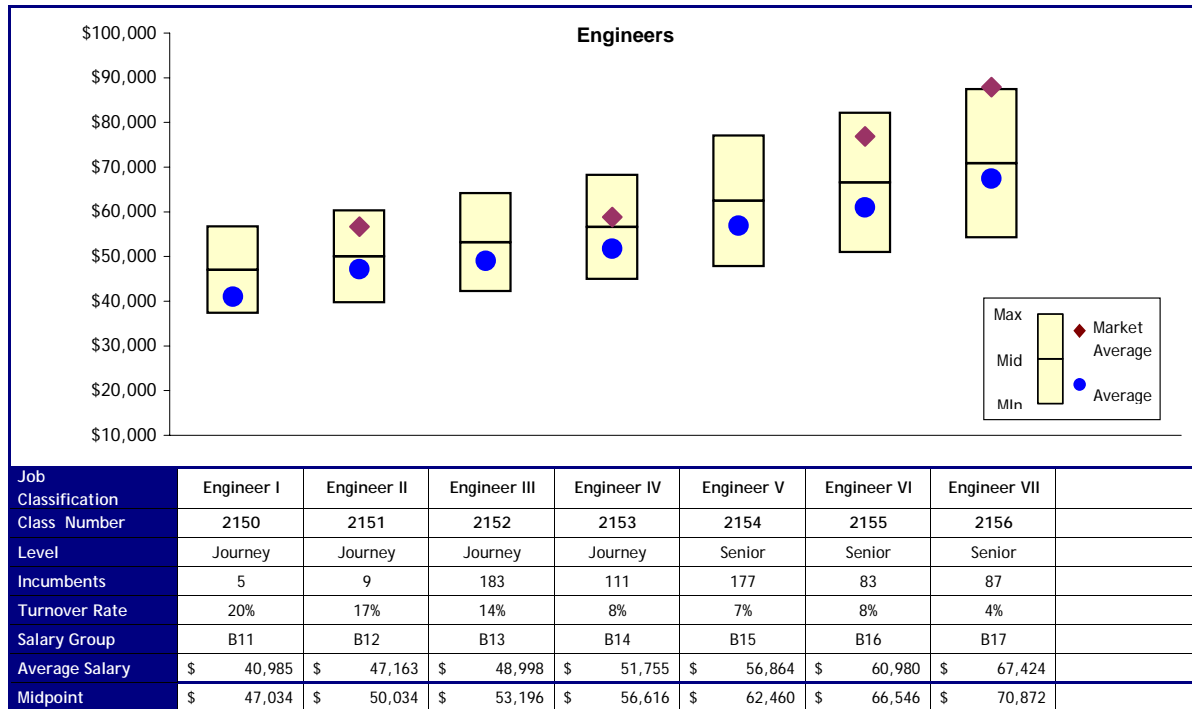 Engineers
$100,000
$90,000
$80,000
$70,000
$60,000
$50,000
$40,000
$30,000
$20,000
$10,000
Max
Mid
MIn
Market
Average
Average
Job
Classification Engineer I Engineer II Engineer III Engineer IV Engineer V Engineer VI Engineer VII
Class Number 2150 2151 2152 2153 2154 2155 2156
Level Journey Journey Journey Journey Senior Senior Senior
Incumbents 5 9 183 111 177 83 87
Turnover Rate 20% 17% 14% 8% 7% 8% 4%
Salary Group B11 B12 B13 B14 B15 B16 B17
Average Salary $ 40,985 $ 47,163 $ 48,998 $ 51,755 $ 56,864 $ 60,980 $ 67,424
Midpoint $ 47,034 $ 50,034 $ 53,196 $ 56,616 $ 62,460 $ 66,546 $ 70,872